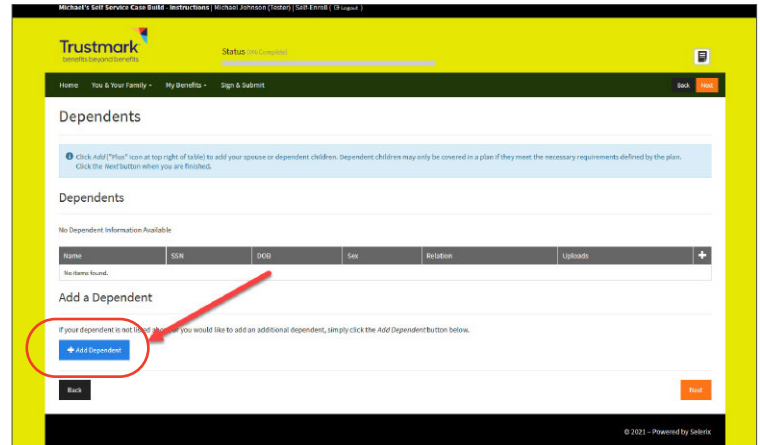 Michael's Self Service Case Build - Instructions | Michael Johnson (Tester) | Self-Enroll ( Logout )
Trustmark
benefits beyond benefits
Status (0% Complete)
Home You & Your Family My Benefits Sign & Submit Back Next
Dependents
Click Add ("Plus" icon at top right of table) to add your spouse or dependent children. Dependent children may only be covered in a plan if they meet the necessary requirements defined by the plan.
Click the Next button when you are finished.
Dependents
No Dependent Information Available
Name SSN DOB Sex Relation Uploads +
No items found.
Add a Dependent
If your dependent is not listed above or you would like to add an additional dependent, simply click the Add Dependent button below.
+ Add Dependent
Back Next
© 2021 - Powered by Selerix